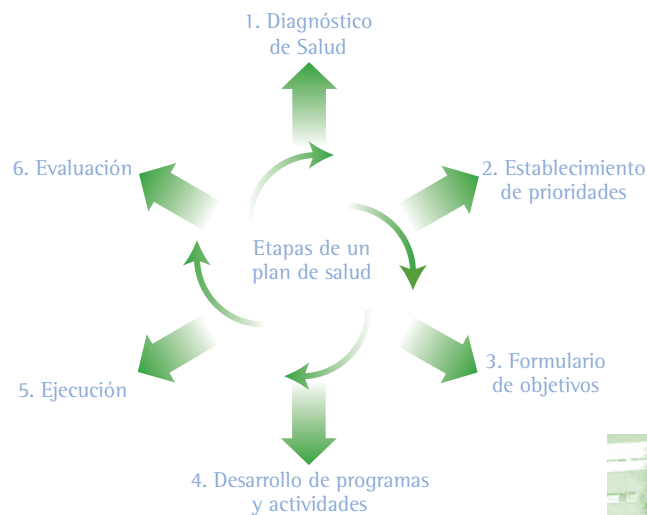 1. Diagnóstico
de Salud
2. Establecimiento
de prioridades
3. Formulario
de objetivos
4. Desarrollo de programas
y actividades
5. Ejecución
6. Evaluación
Etapas de un
plan de salud